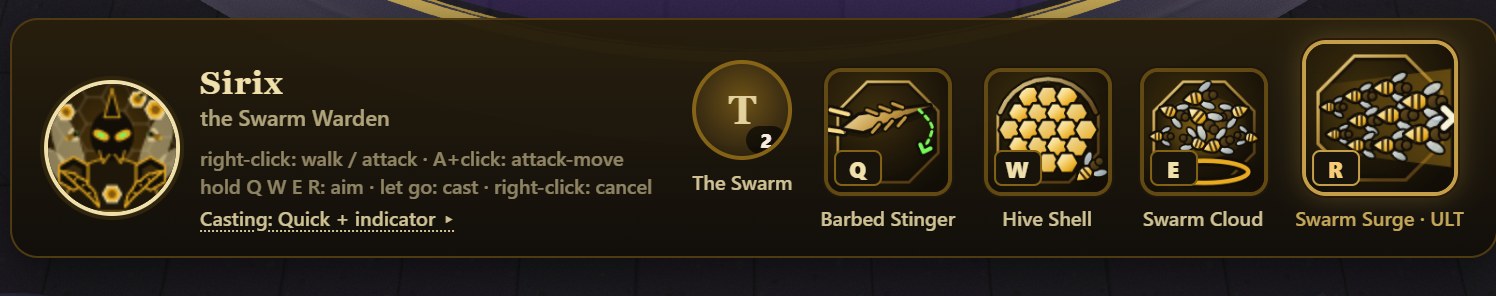 Sirix
the Swarm Warden
right-click: walk / attack · A+click: attack-move
hold Q W E R: aim · let go: cast · right-click: cancel
Casting: Quick + indicator ▸
T
2
The Swarm
Q
Barbed Stinger
W
Hive Shell
E
Swarm Cloud
R
Swarm Surge · ULT